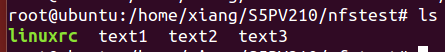 root@ubuntu:/home/xiang/S5PV210/nfstest# ls
linuxrc text1 text2 text3